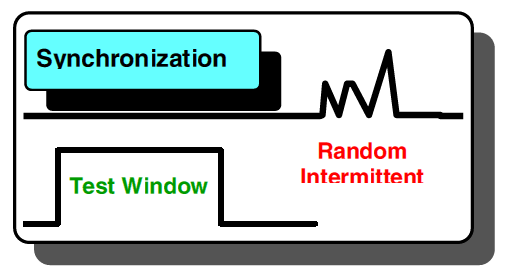 Synchronization
Random
Intermittent
Test Window